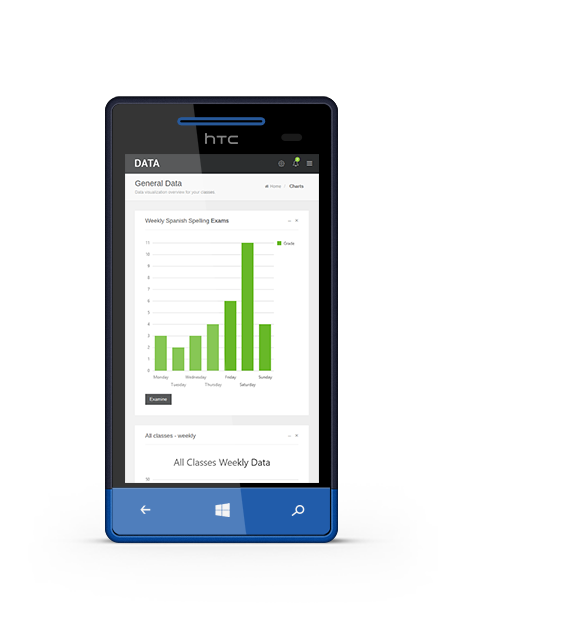 hTC
DATA
General Data
Data visualization overview for your classes.
Home / Charts
Weekly Spanish Spelling Exams
11
10
9
8
7
6
5
4
3
2
1
0
Grade
Monday
Tuesday
Wednesday
Thursday
Friday
Saturday
Sunday
Examine
All classes - weekly
All Classes Weekly Data